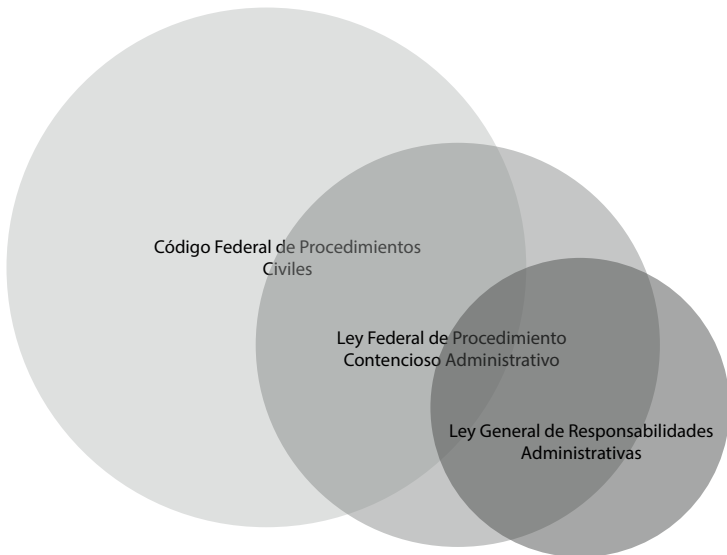 Código Federal de Procedimientos
Civiles
Ley Federal de Procedimiento
Contencioso Administrativo
Ley General de Responsabilidades
Administrativas